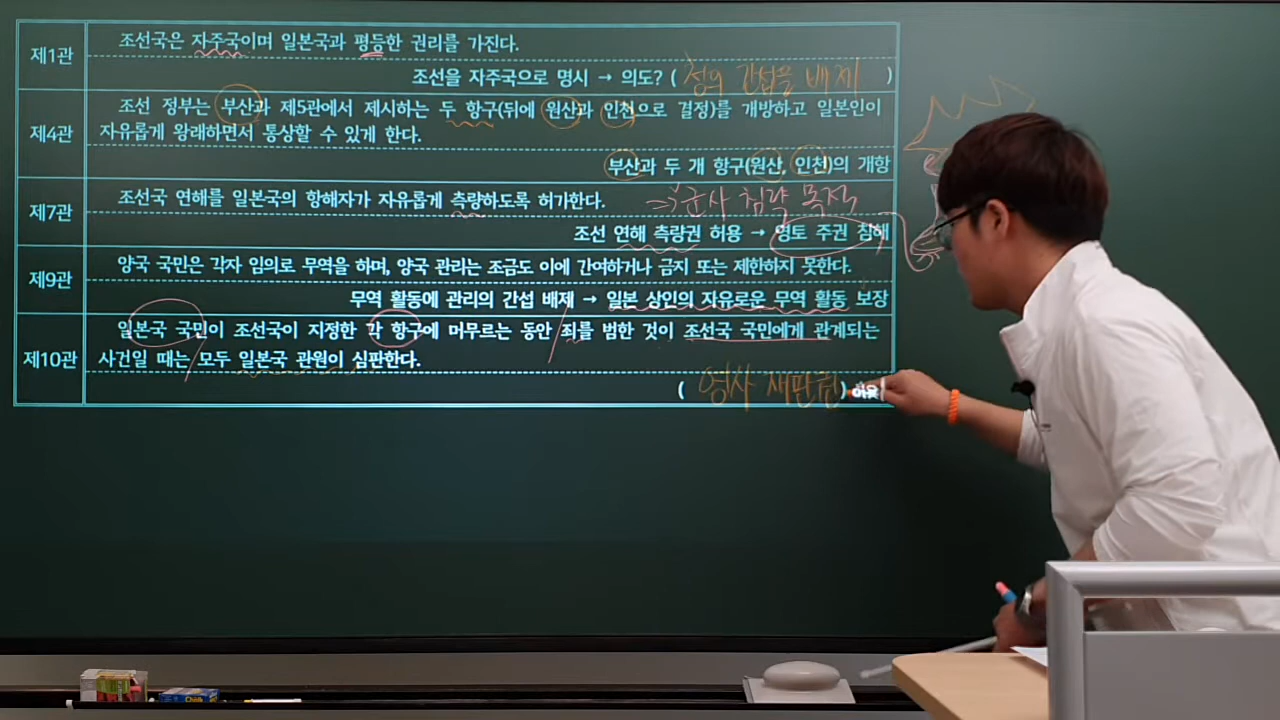 제1관
조선국은 자주국이며 일본국과 평등한 권리를 가진다.
조선을 자주국으로 명시 → 의도? ( 청의 간섭을 배제 )
제4관
조선 정부는 부산과 제5관에서 제시하는 두 항구(뒤에 원산과 인천으로 결정)를 개방하고 일본인이
자유롭게 왕래하면서 통상할 수 있게 한다.
부산과 두 개 항구(원산, 인천)의 개항
제7관
조선국 연해를 일본국의 항해자가 자유롭게 측량하도록 허가한다.
⇒ 군사 침략 목적
조선 연해 측량권 허용 → 영토 주권 침해
제9관
양국 국민은 각자 임의로 무역을 하며, 양국 관리는 조금도 이에 간여하거나 금지 또는 제한하지 못한다.
무역 활동에 관리의 간섭 배제 → 일본 상인의 자유로운 무역 활동 보장
제10관
일본국 국민이 조선국이 지정한 각 항구에 머무르는 동안 죄를 범한 것이 조선국 국민에게 관계되는
사건일 때는 모두 일본국 관원이 심판한다.
( 영사 재판권 ) 허용